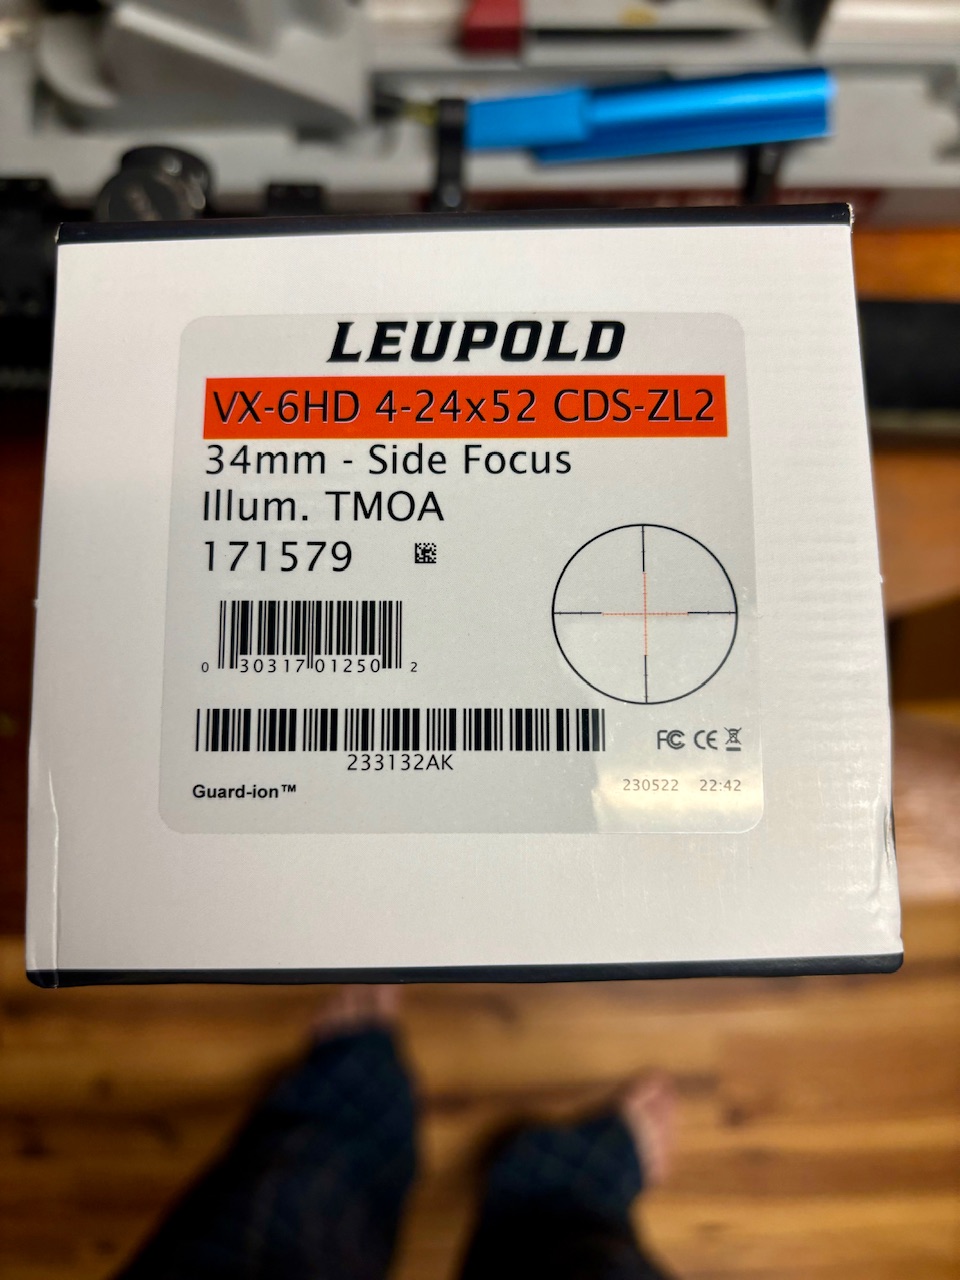 LEUPOLD
VX-6HD 4-24x52 CDS-ZL2
34mm - Side Focus
Illum. TMOA
171579
0 30317 01250 2
233132AK
FC CE
Guard-ion™
230522 22:42